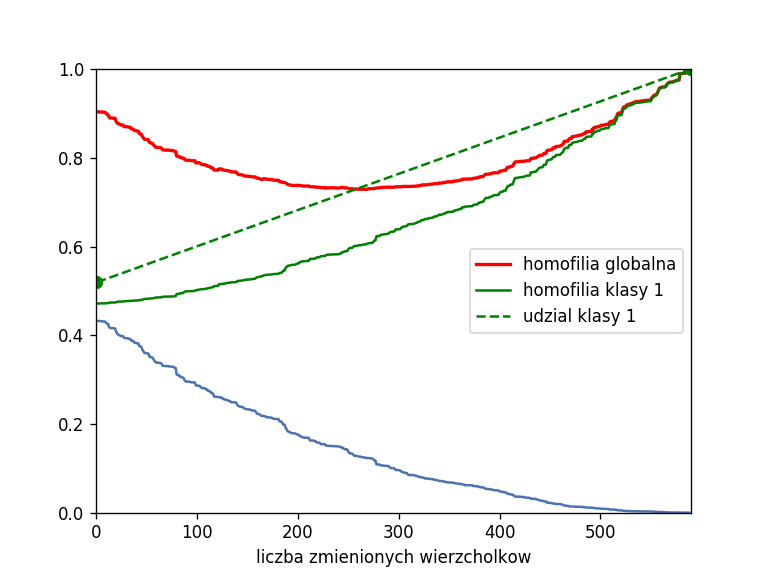 1.0
0.8
0.6
0.4
0.2
0.0
homofilia globalna
homofilia klasy 1
udzial klasy 1
0 100 200 300 400 500
liczba zmienionych wierzcholkow